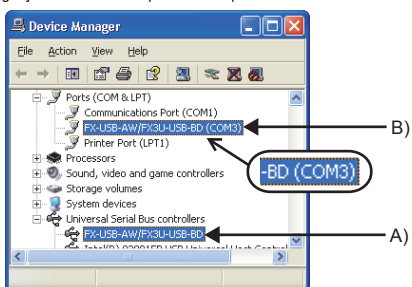 Device Manager
File Action View Help
Ports (COM & LPT)
Communications Port (COM1)
FX-USB-AW/FX3U-USB-BD (COM3)
B)
Printer Port (LPT1)
Processors
Sound, video and game controllers
-BD (COM3)
Storage volumes
System devices
Universal Serial Bus controllers
FX-USB-AW/FX3U-USB-BD
A)